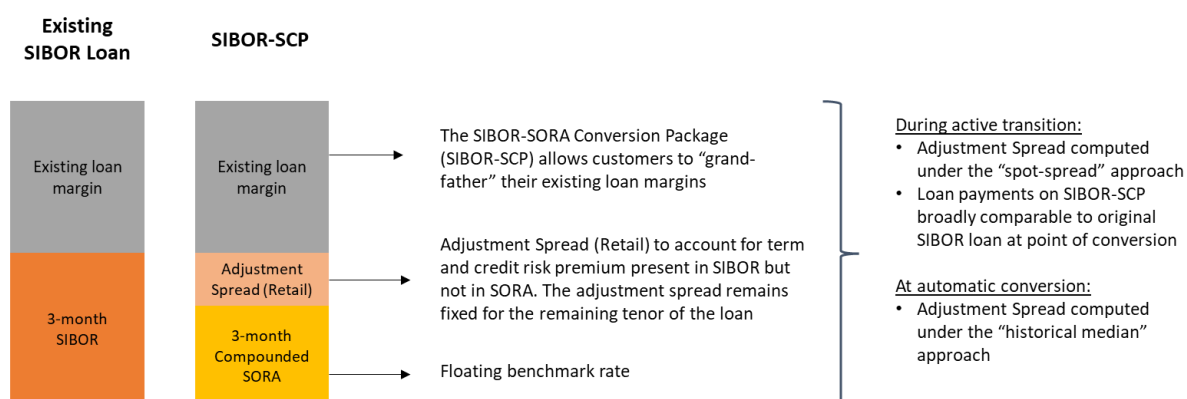 Existing
SIBOR Loan
SIBOR-SCP
Existing loan
margin
3-month
SIBOR
Existing loan
margin
Adjustment
Spread (Retail)
3-month
Compounded
SORA
The SIBOR-SORA Conversion Package
(SIBOR-SCP) allows customers to “grand-
father” their existing loan margins
Adjustment Spread (Retail) to account for term
and credit risk premium present in SIBOR but
not in SORA. The adjustment spread remains
fixed for the remaining tenor of the loan
Floating benchmark rate
During active transition:
• Adjustment Spread computed
under the “spot-spread” approach
• Loan payments on SIBOR-SCP
broadly comparable to original
SIBOR loan at point of conversion
At automatic conversion:
• Adjustment Spread computed
under the “historical median”
approach